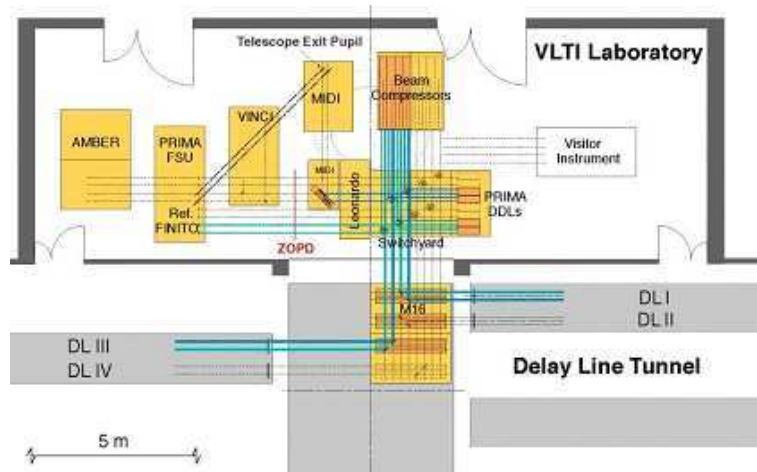 Telescope Exit Pupil
VLTI Laboratory
MIDI
Beam
Compressors
VINCI
AMBER
PRIMA
FSU
Visitor
Instrument
MIDI
Leonardo
PRIMA
DDLs
Ref.
FINITO
ZOPD
Switchyard
M16
DL I
DL II
DL III
DL IV
Delay Line Tunnel
5 m